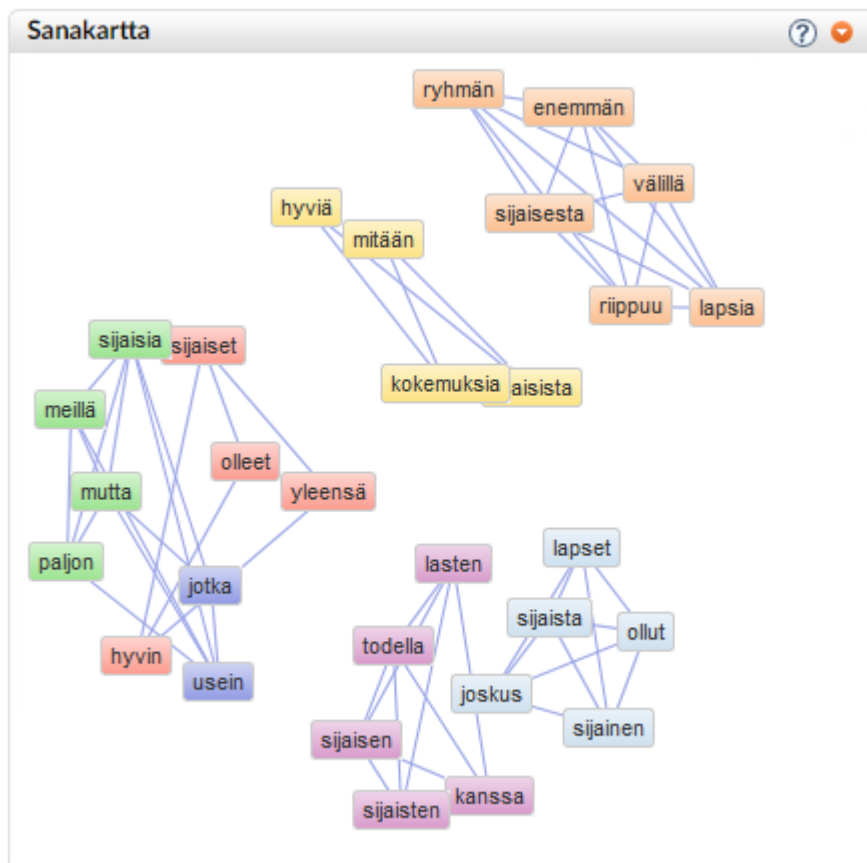 Sanakartta
?
ryhmän
enemmän
välillä
sijaisesta
riippuu
lapsia
hyviä
mitään
kokemuksia
aisista
sijaisia
sijaiset
meillä
olleet
mutta
yleensä
paljon
jotka
hyvin
usein
lasten
todella
sijaisen
sijaisten
kanssa
lapset
sijaista
ollut
joskus
sijainen